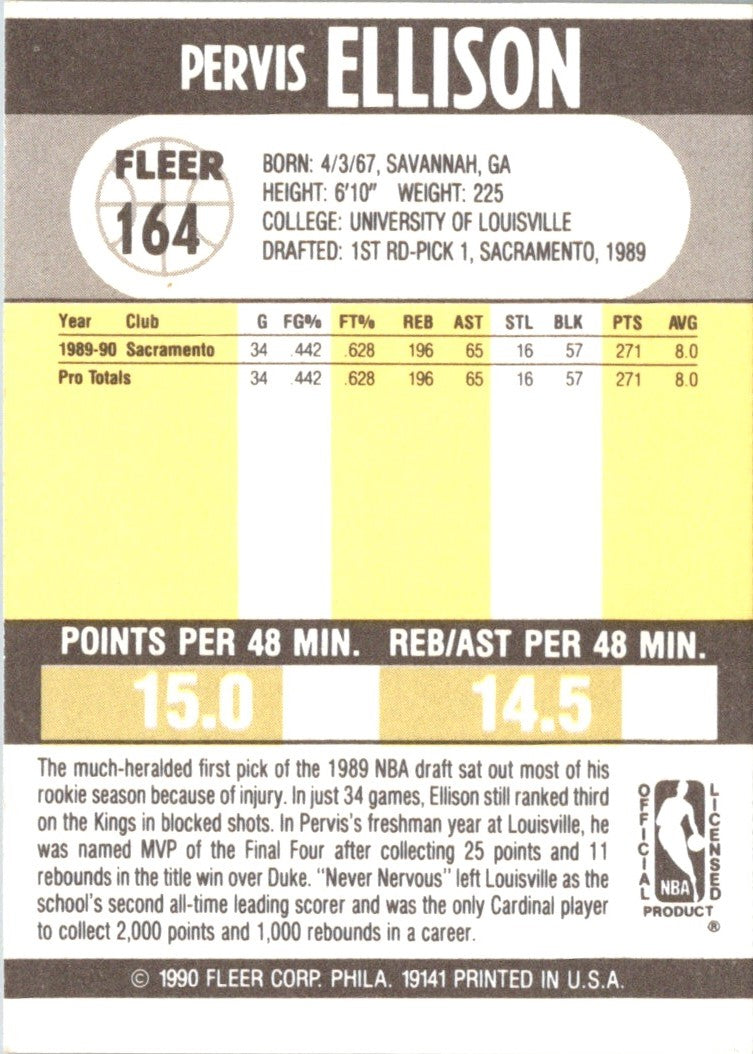 PERVIS ELLISON
FLEER
164
BORN: 4/3/67, SAVANNAH, GA
HEIGHT: 6'10" WEIGHT: 225
COLLEGE: UNIVERSITY OF LOUISVILLE
DRAFTED: 1ST RD-PICK 1, SACRAMENTO, 1989
Year Club G FG% FT% REB AST STL BLK PTS AVG
1989-90 Sacramento 34 .442 .628 196 65 16 57 271 8.0
Pro Totals 34 .442 .628 196 65 16 57 271 8.0
POINTS PER 48 MIN. REB/AST PER 48 MIN.
15.0 14.5
The much-heralded first pick of the 1989 NBA draft sat out most of his
rookie season because of injury. In just 34 games, Ellison still ranked third
on the Kings in blocked shots. In Pervis's freshman year at Louisville, he
was named MVP of the Final Four after collecting 25 points and 11
rebounds in the title win over Duke. "Never Nervous" left Louisville as the
school's second all-time leading scorer and was the only Cardinal player
to collect 2,000 points and 1,000 rebounds in a career.
OFFICIAL
LICENSED
NBA
PRODUCT
®
© 1990 FLEER CORP. PHILA. 19141 PRINTED IN U.S.A.